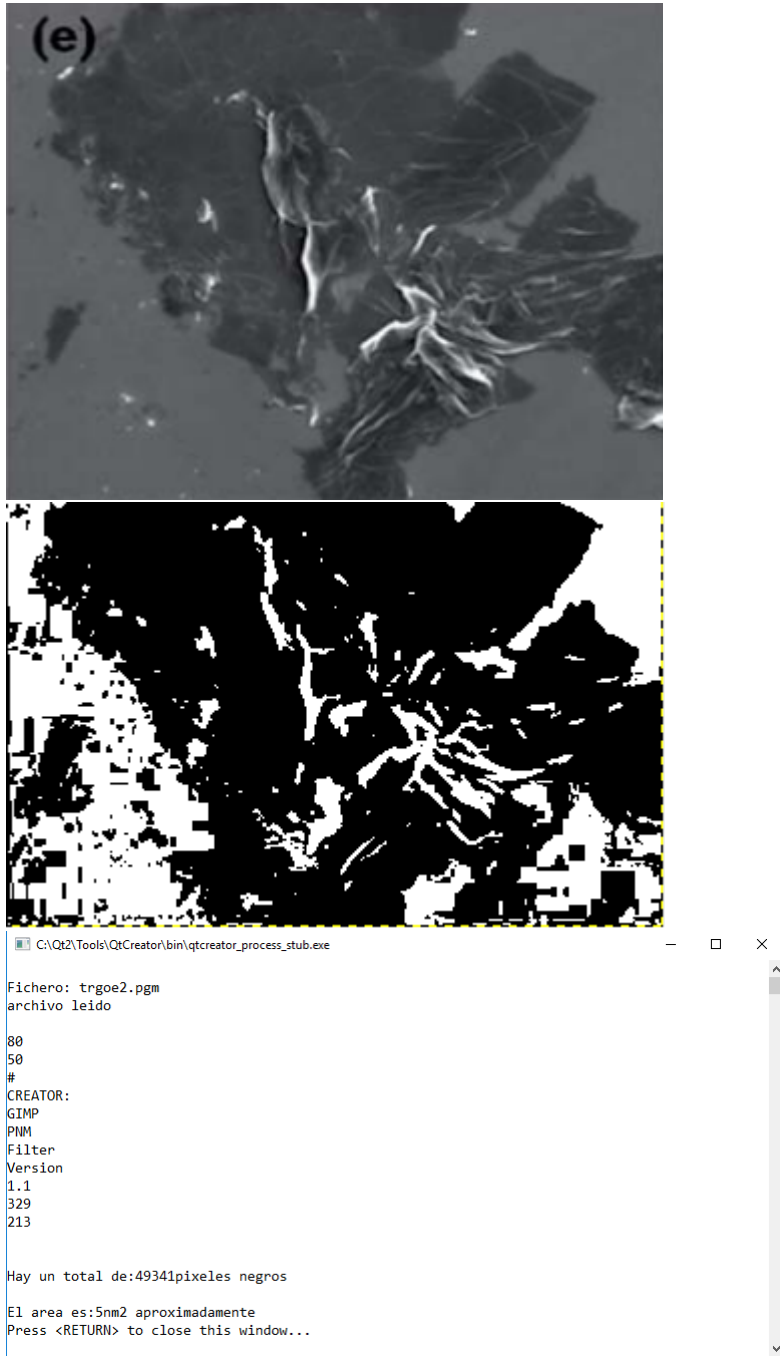 (e)
C:\Qt2\Tools\QtCreator\bin\qtcreator_process_stub.exe
Fichero: trgoe2.pgm
archivo leido
80
50
#
CREATOR:
GIMP
PNM
Filter
Version
1.1
329
213
Hay un total de:49341pixeles negros
El area es:5nm2 aproximadamente
Press <RETURN> to close this window...